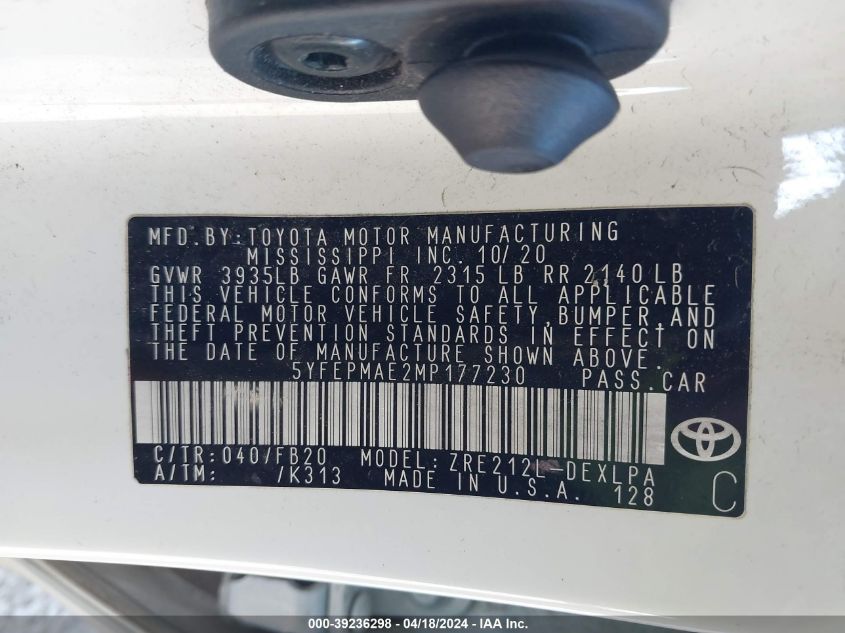 MFD.BY: TOYOTA MOTOR MANUFACTURING
MISSISSIPPI INC. 10/20
GVWR 3935LB GAWR FR 2315 LB RR 2140 LB
THIS VEHICLE CONFORMS TO ALL APPLICABLE
FEDERAL MOTOR VEHICLE SAFETY, BUMPER, AND
THEFT PREVENTION STANDARDS IN EFFECT ON
THE DATE OF MANUFACTURE SHOWN ABOVE.
5YFEPMAE2MP177230 PASS.CAR
C/TR: 040/FB20 MODEL: ZRE212L-DEXLPA
A/TM: /K313 MADE IN U.S.A. 128 C
000-39236298 - 04/18/2024 - IAA Inc.